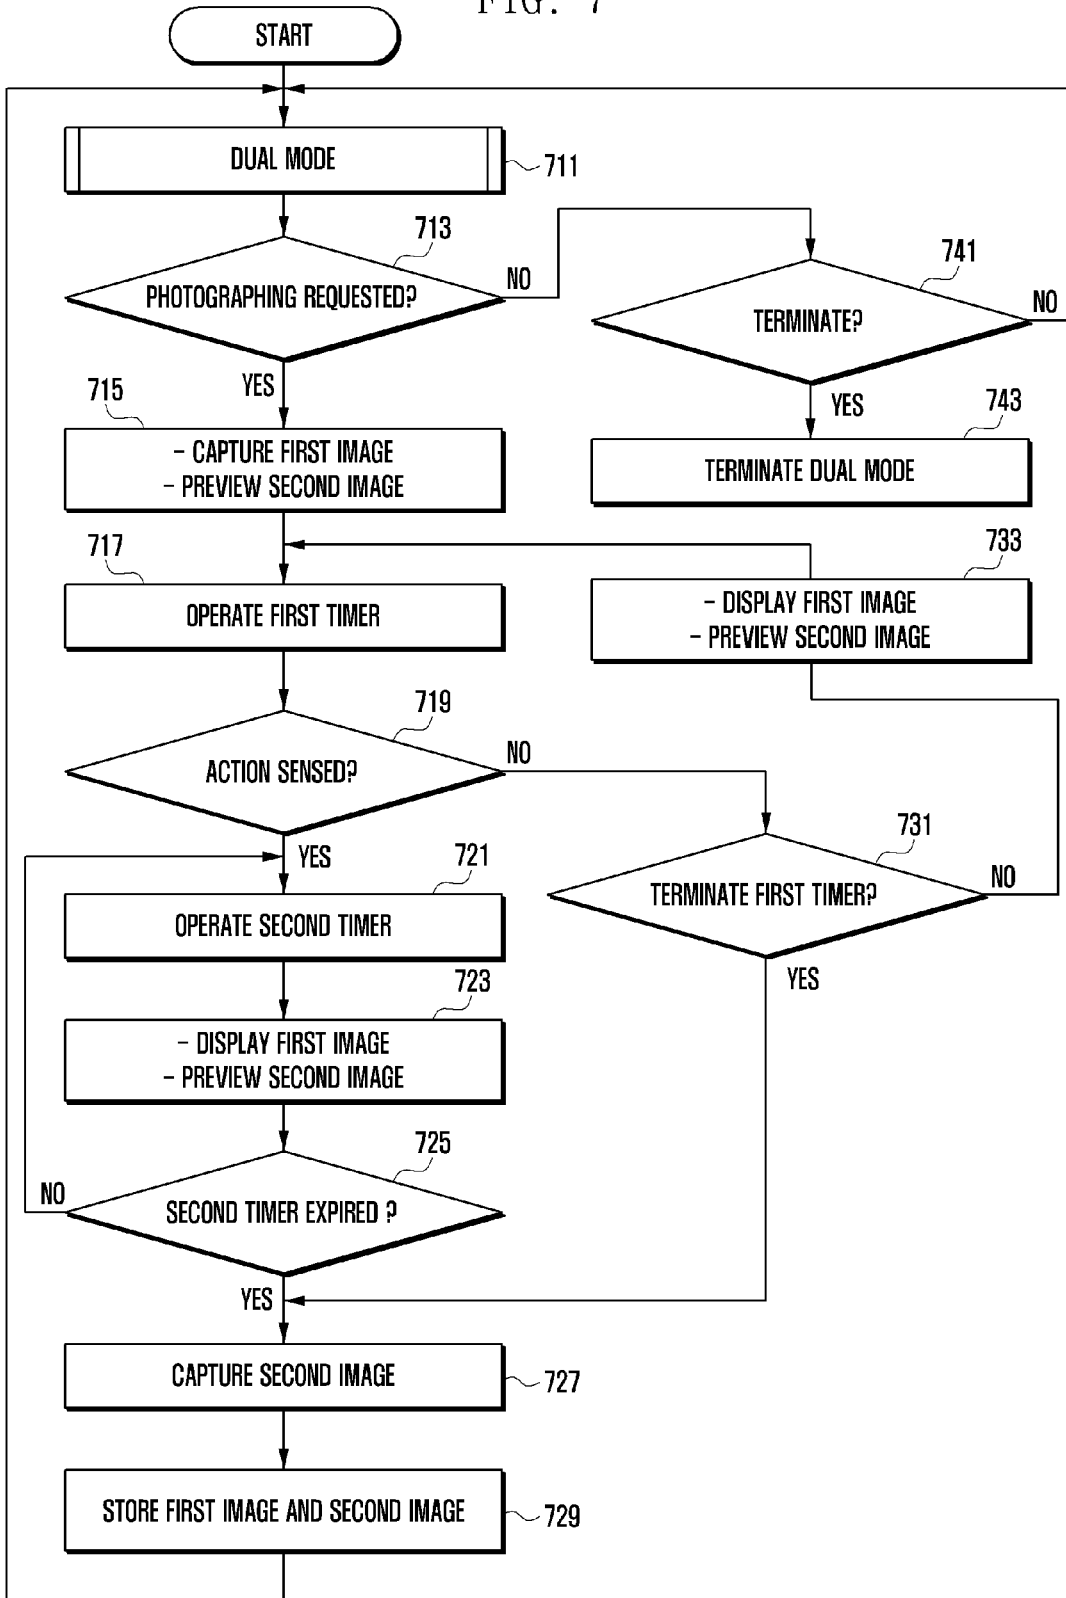 FIG. 7
START
DUAL MODE
711
713
PHOTOGRAPHING REQUESTED?
NO
741
TERMINATE?
NO
YES
715
- CAPTURE FIRST IMAGE
- PREVIEW SECOND IMAGE
YES
743
TERMINATE DUAL MODE
717
OPERATE FIRST TIMER
733
- DISPLAY FIRST IMAGE
- PREVIEW SECOND IMAGE
719
ACTION SENSED?
NO
YES
731
TERMINATE FIRST TIMER?
NO
YES
721
OPERATE SECOND TIMER
723
- DISPLAY FIRST IMAGE
- PREVIEW SECOND IMAGE
725
SECOND TIMER EXPIRED ?
NO
YES
CAPTURE SECOND IMAGE
727
STORE FIRST IMAGE AND SECOND IMAGE
729